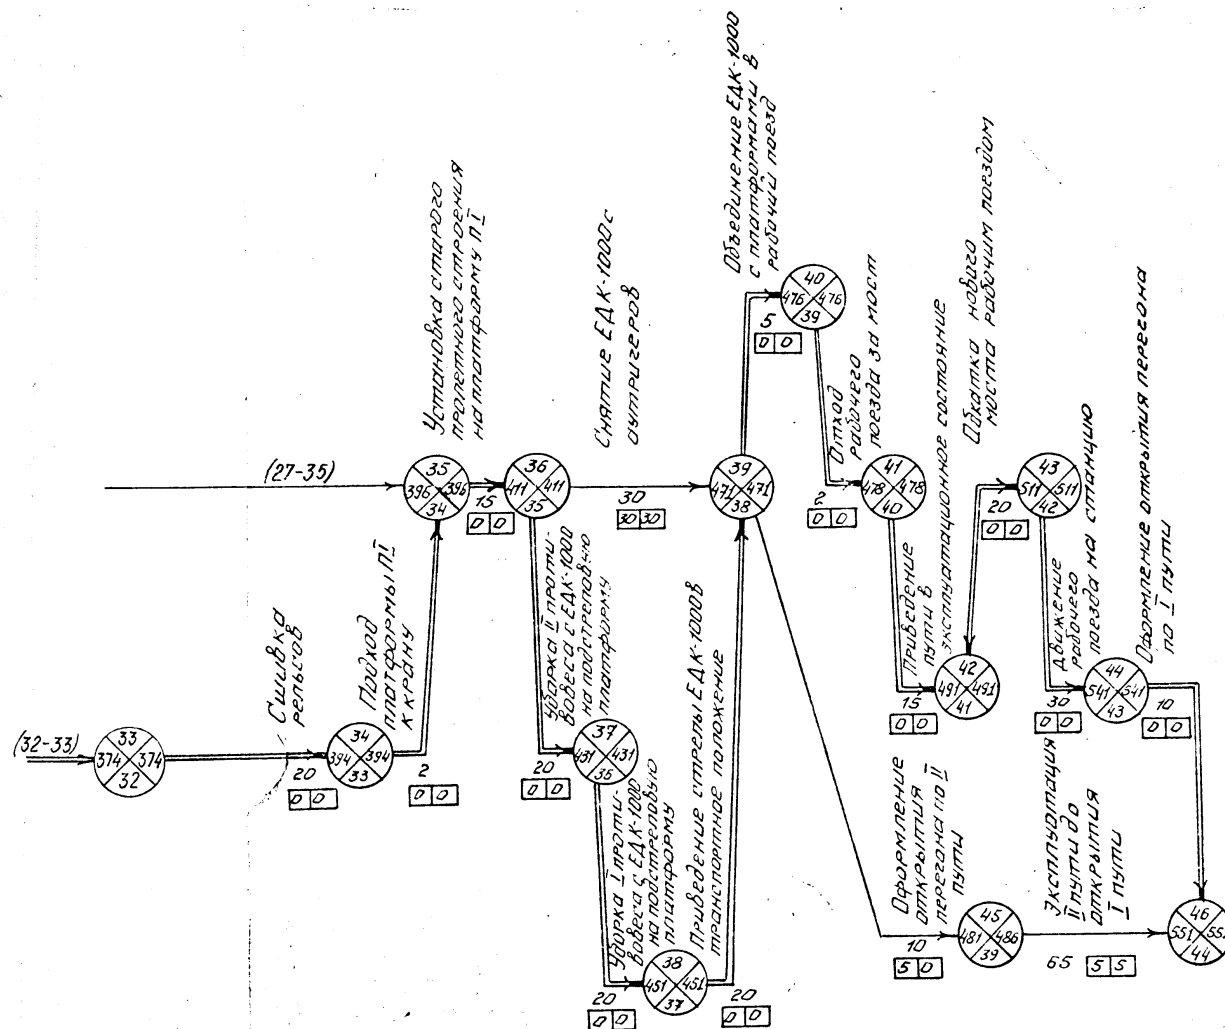 Установка старого
пролетного строения
на платформу П I
Снятие ЕДК-1000 с
аутригеров
Объединение ЕДК-1000
с платформами в
рабочий поезд
40
476 476
39
5
0 0
Отход
рабочего
поезда за мост
Обкатка нового
моста рабочим поездом
Оформление открытия перегона
по I пути
(27-35)
35
396 396
34
15
0 0
36
411 411
35
30
30 30
39
471 471
38
2
0 0
41
478 478
40
43
511 511
42
20
0 0
Сшивка
рельсов
Подход
платформы П I
к крану
Уборка II проти-
вовеса с ЕДК-1000
на подстреловую
платформу
Приведение
пути в
эксплуатационное состояние
Движение
рабочего
поезда на станцию
(32-33)
33
374 374
32
20
0 0
34
394 394
33
2
0 0
20
0 0
37
431 431
36
15
0 0
42
491 491
41
30
0 0
44
541 541
43
10
0 0
Уборка I проти-
вовеса с ЕДК-1000
на подстреловую
платформу
Приведение стрелы ЕДК-1000 в
транспортное положение
Оформление
открытия
перегона по II
пути
Эксплуатация
II пути до
открытия
I пути
20
0 0
38
451 451
37
20
0 0
10
5 0
45
481 486
39
65
5 5
46
551
44